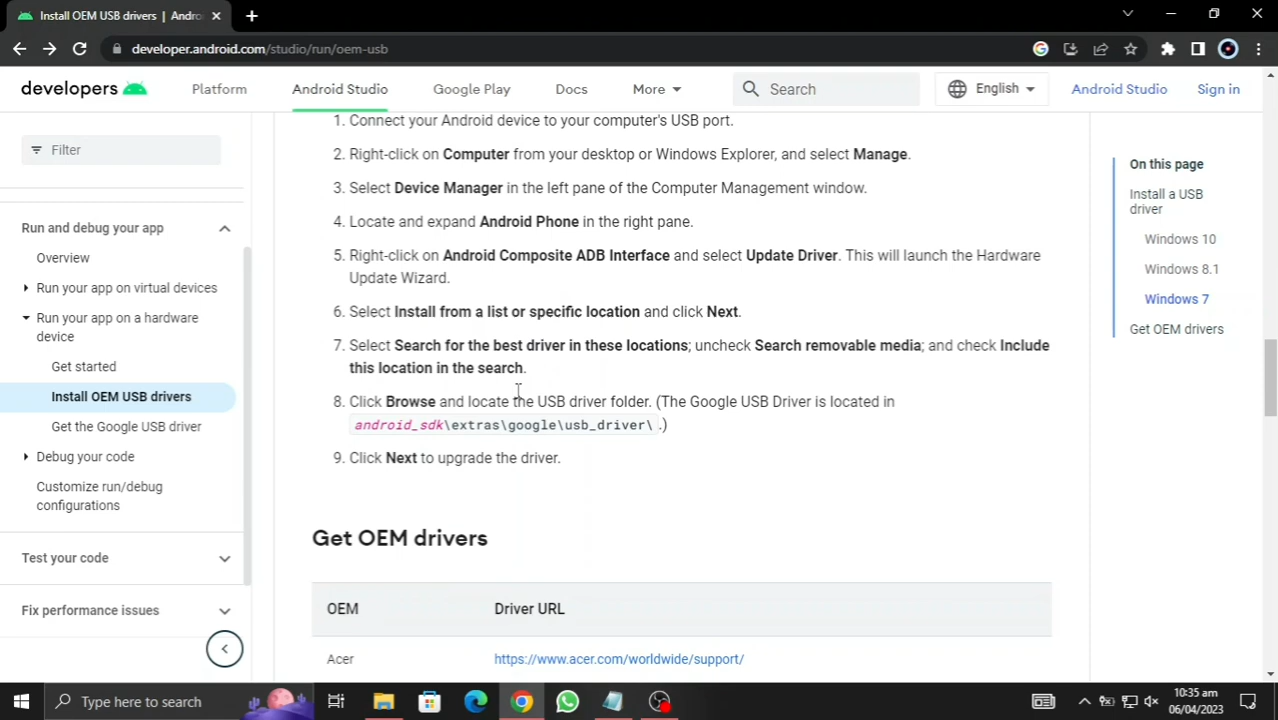 Install OEM USB drivers | Andro
developer.android.com/studio/run/oem-usb
developers
Platform
Android Studio
Google Play
Docs
More
Search
English
Android Studio
Sign in
Filter
Run and debug your app
Overview
Run your app on virtual devices
Run your app on a hardware
device
Get started
Install OEM USB drivers
Get the Google USB driver
Debug your code
Customize run/debug
configurations
Test your code
Fix performance issues
1. Connect your Android device to your computer's USB port.
2. Right-click on Computer from your desktop or Windows Explorer, and select Manage.
3. Select Device Manager in the left pane of the Computer Management window.
4. Locate and expand Android Phone in the right pane.
5. Right-click on Android Composite ADB Interface and select Update Driver. This will launch the Hardware
Update Wizard.
6. Select Install from a list or specific location and click Next.
7. Select Search for the best driver in these locations; uncheck Search removable media; and check Include
this location in the search.
8. Click Browse and locate the USB driver folder. (The Google USB Driver is located in
android_sdk\extras\google\usb_driver\ .)
9. Click Next to upgrade the driver.
Get OEM drivers
OEM
Driver URL
Acer
https://www.acer.com/worldwide/support/
On this page
Install a USB
driver
Windows 10
Windows 8.1
Windows 7
Get OEM drivers
Type here to search
10:35 am
06/04/2023